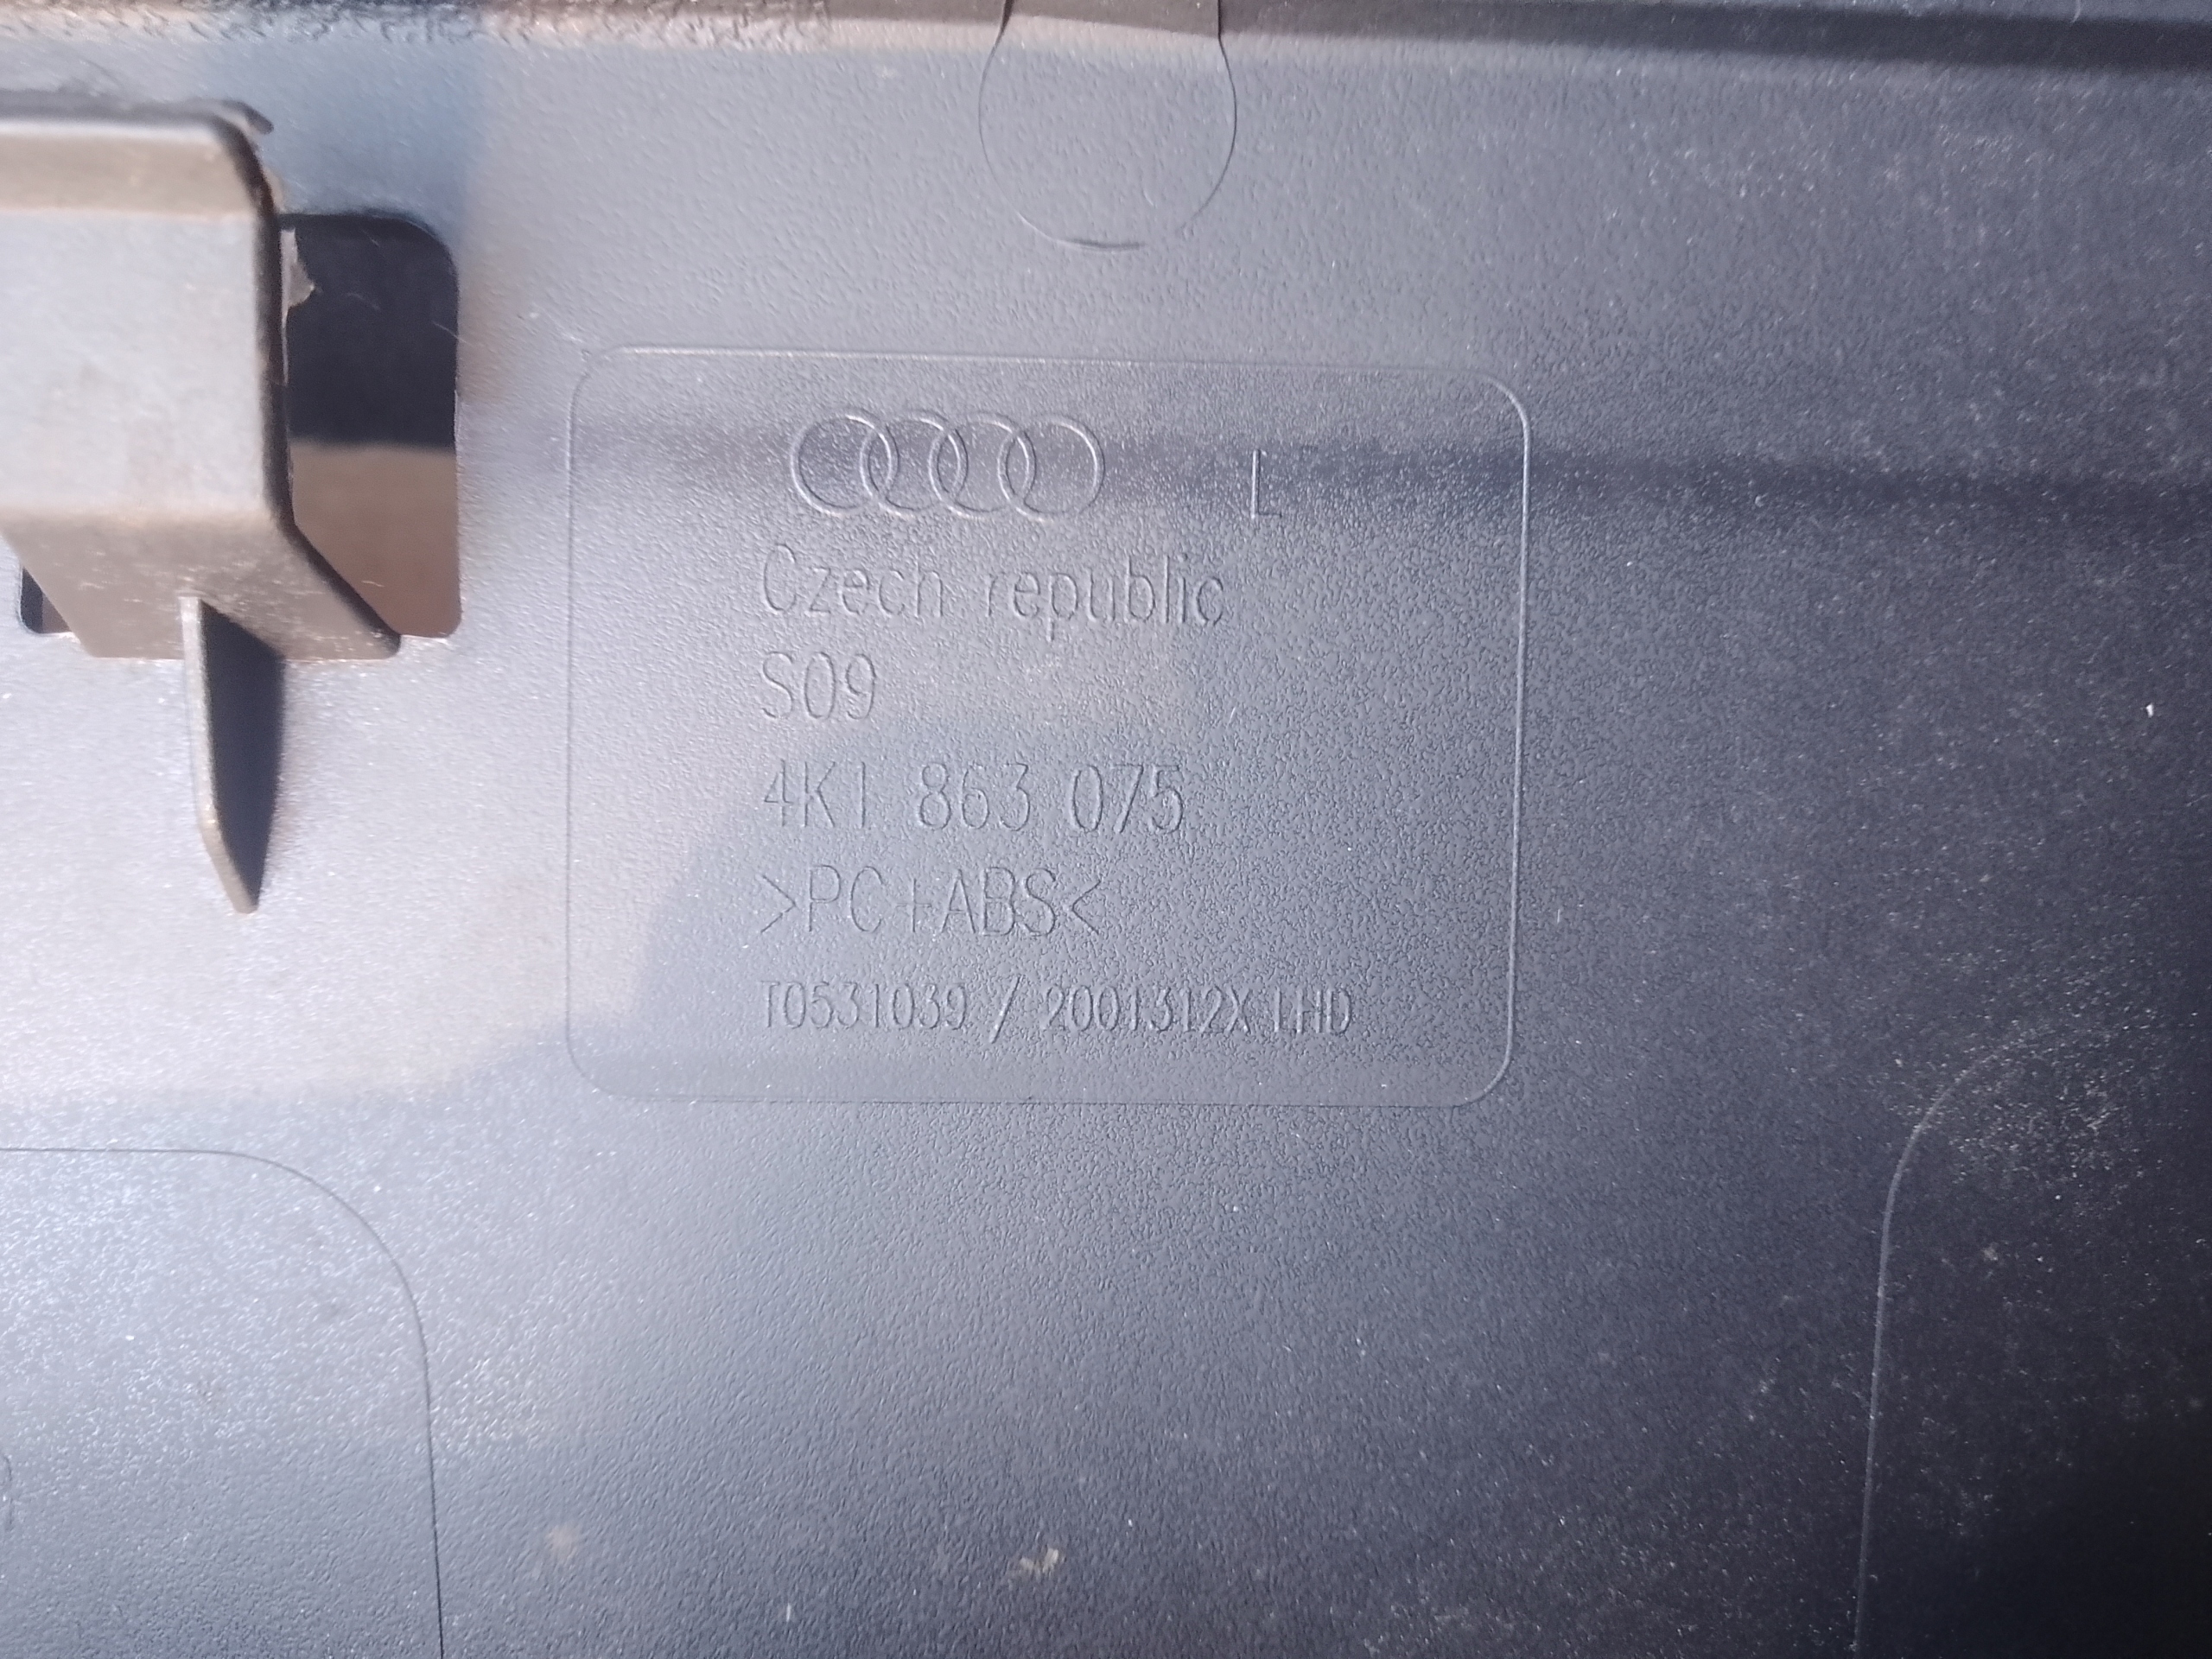 L
Czech republic
S09
4K1 863 075
>PC+ABS<
T0531039 / 2001312X LHD